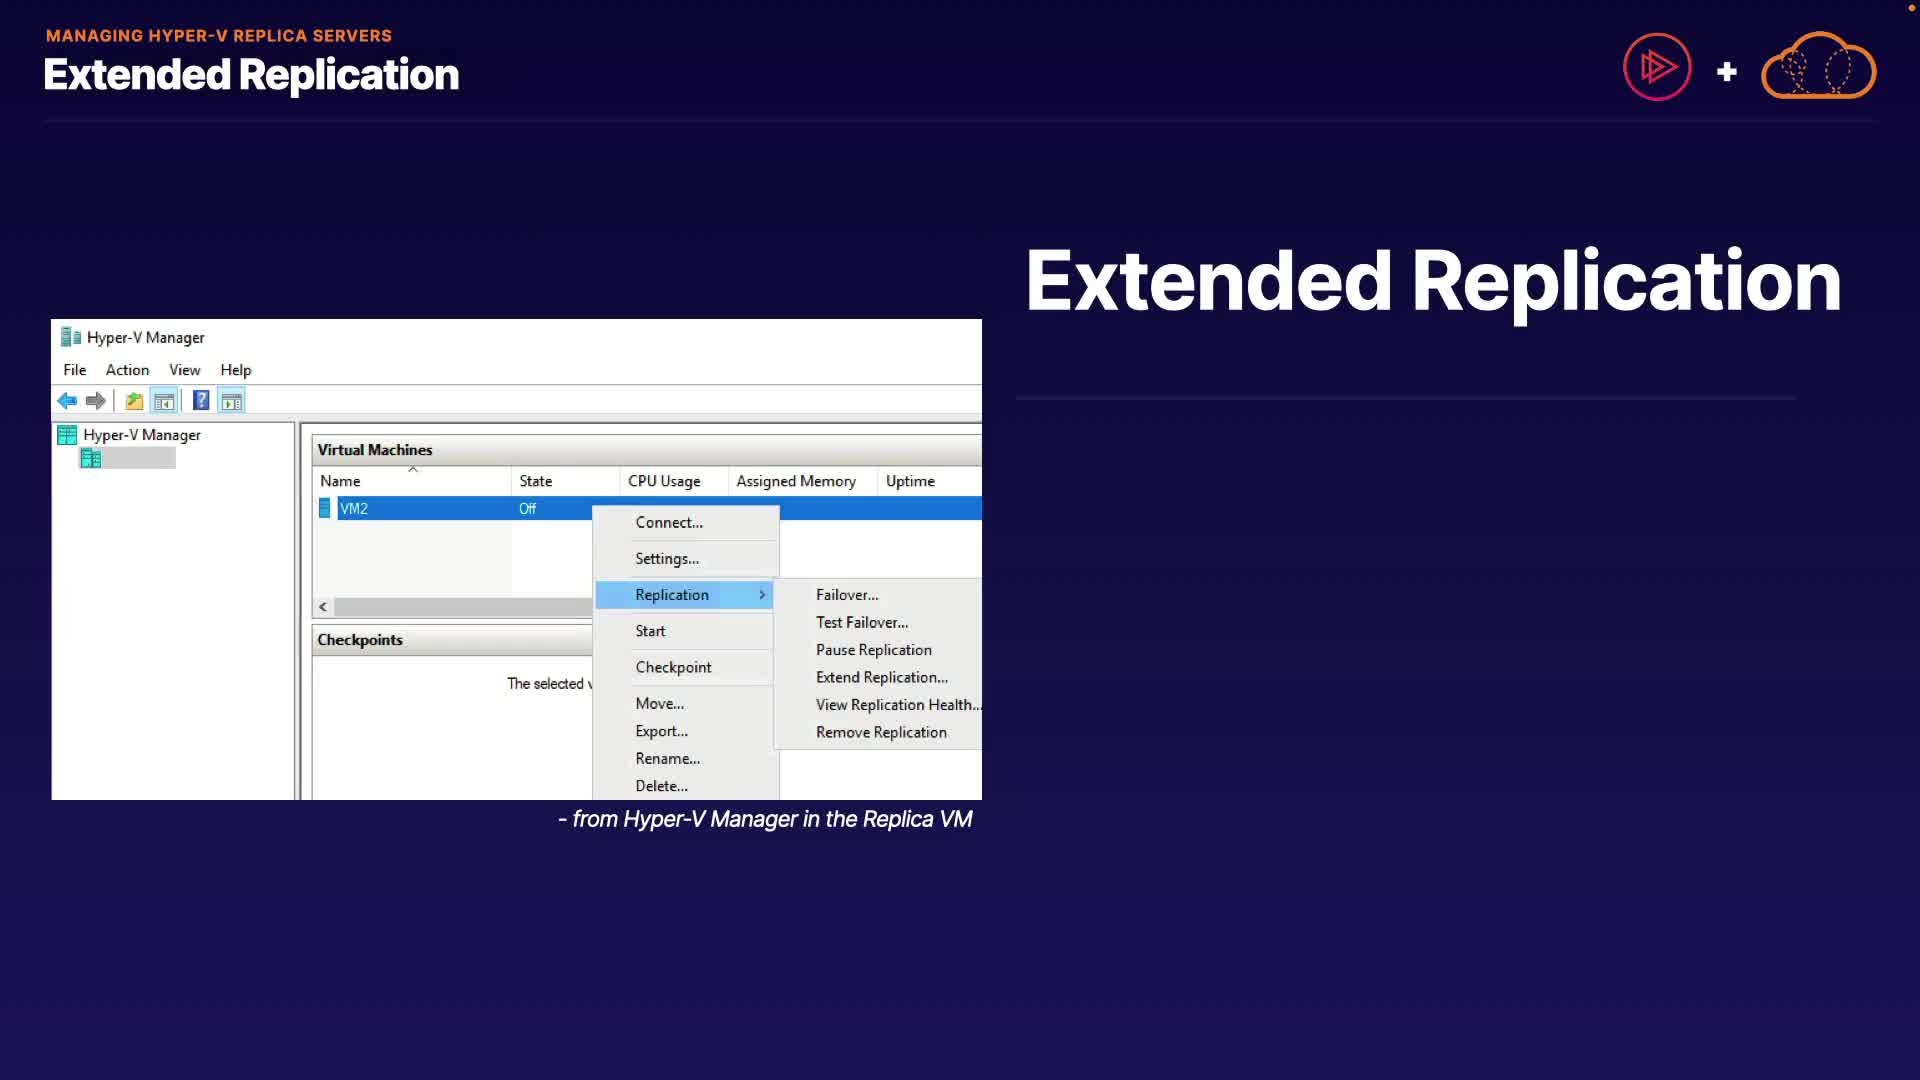 MANAGING HYPER-V REPLICA SERVERS
Extended Replication
+
Extended Replication
Hyper-V Manager
File Action View Help
Hyper-V Manager
Virtual Machines
Name State CPU Usage Assigned Memory Uptime
VM2 Off
Connect...
Settings...
Replication
Start
Checkpoint
Move...
Export...
Rename...
Delete...
Failover...
Test Failover...
Pause Replication
Extend Replication...
View Replication Health...
Remove Replication
Checkpoints
The selected
- from Hyper-V Manager in the Replica VM